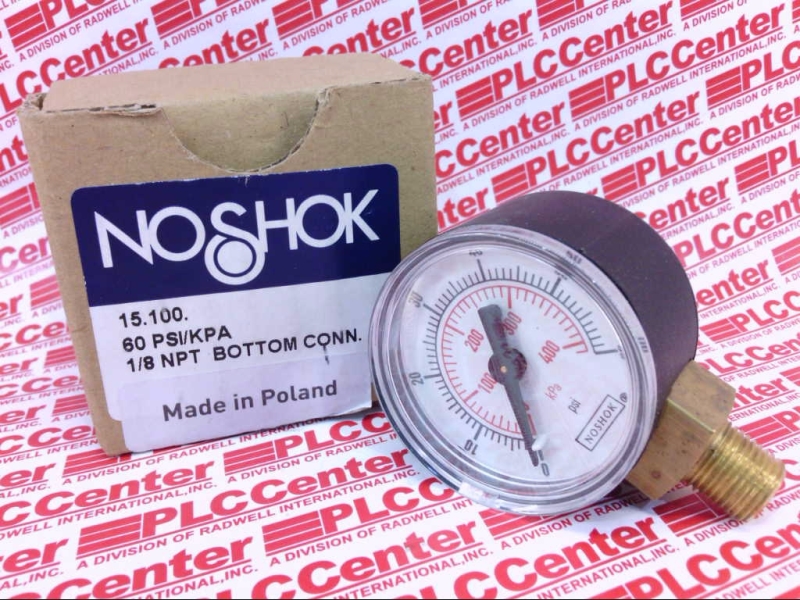 NOSHOK
15.100.
60 PSI/KPA
1/8 NPT BOTTOM CONN.
Made in Poland
0
10
20
30
100
200
300
400
kPa
psi
NOSHOK
®
PLCCenter
A DIVISION OF RADWELL INTERNATIONAL, INC.